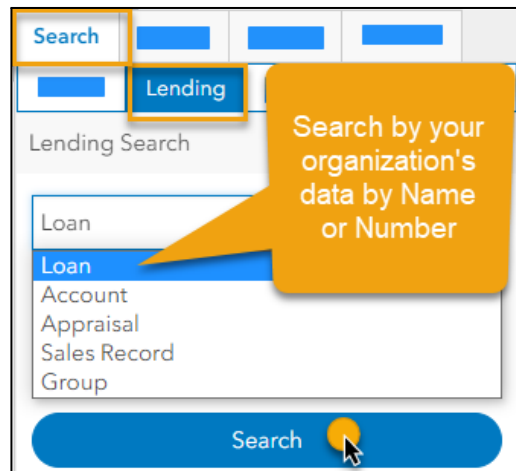 Search
Lending
Lending Search
Search by your
organization's
data by Name
or Number
Loan
Loan
Account
Appraisal
Sales Record
Group
Search